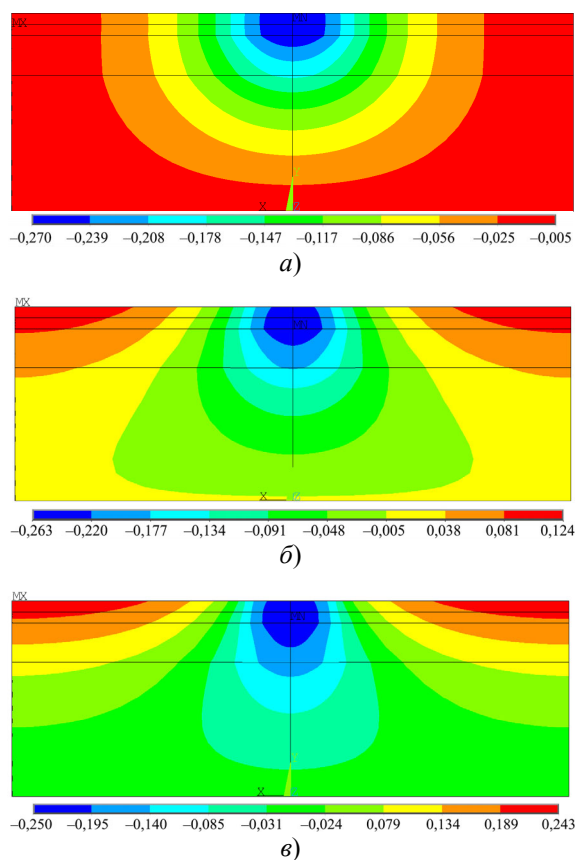 MX
MN
Y
X Z
–0,270 –0,239 –0,208 –0,178 –0,147 –0,117 –0,086 –0,056 –0,025 –0,005
а)
MX
MN
X Z
–0,263 –0,220 –0,177 –0,134 –0,091 –0,048 –0,005 0,038 0,081 0,124
б)
MX
MN
Y
X Z
–0,250 –0,195 –0,140 –0,085 –0,031 –0,024 0,079 0,134 0,189 0,243
в)